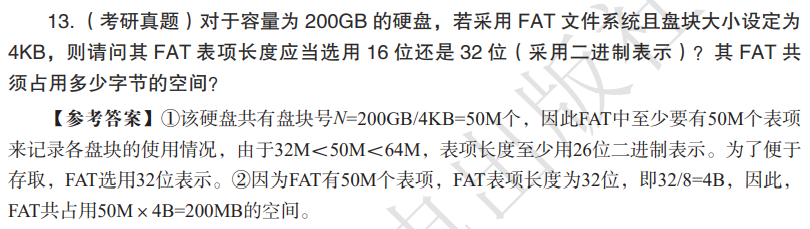 13.（考研真题）对于容量为 200GB 的硬盘，若采用 FAT 文件系统且盘块大小设定为
4KB，则请问其 FAT 表项长度应当选用 16 位还是 32 位（采用二进制表示）？其 FAT 共
须占用多少字节的空间？
【参考答案】①该硬盘共有盘块号N=200GB/4KB=50M个，因此FAT中至少要有50M个表项
来记录各盘块的使用情况，由于32M＜50M＜64M，表项长度至少用26位二进制表示。为了便于
存取，FAT选用32位表示。②因为FAT有50M个表项，FAT表项长度为32位，即32/8=4B，因此，
FAT共占用50M×4B=200MB的空间。
出版社